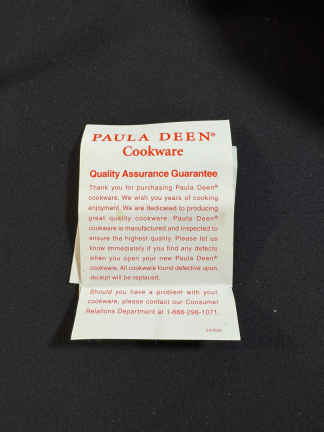 PAULA DEEN®
Cookware
Quality Assurance Guarantee
Thank you for purchasing Paula Deen®
cookware. We wish you years of cooking
enjoyment. We are dedicated to producing
great quality cookware. Paula Deen®
cookware is manufactured and inspected to
ensure the highest quality. Please let us
know immediately if you find any defects
when you open your new Paula Deen®
cookware. All cookware found defective upon
receipt will be replaced.
Should you have a problem with your
cookware, please contact our Consumer
Relations Department at 1-866-296-1071.